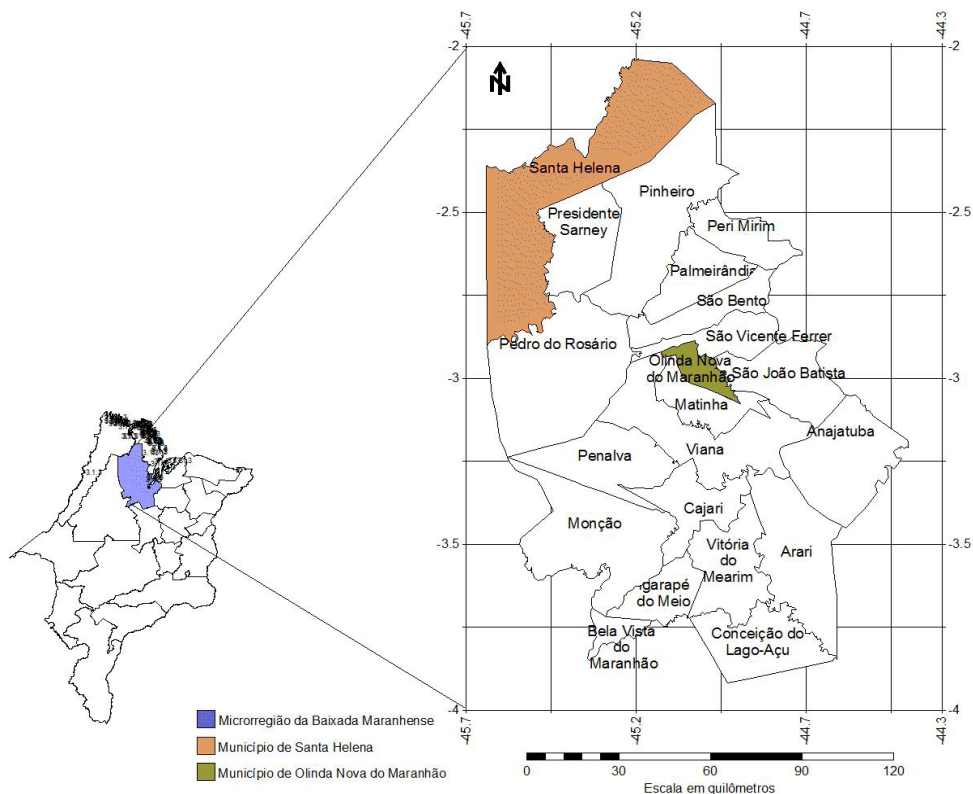 -45.7
-45.2
-44.7
-44.3
-2
-2
N
Santa Helena
Pinheiro
-2.5
-2.5
Presidente
Sarney
Peri Mirim
Palmeirândia
São Bento
São Vicente Ferrer
Pedro do Rosário
Olinda Nova
do Maranhão
São João Batista
-3
-3
Matinha
Anajatuba
Viana
Penalva
Cajari
-3.5
-3.5
Monção
Vitória
do
Mearim
Arari
Igarapé
do Meio
Bela Vista
do
Maranhão
Conceição do
Lago-Açu
-4
-4
-45.7
-45.2
-44.7
-44.3
Microrregião da Baixada Maranhense
Município de Santa Helena
Município de Olinda Nova do Maranhão
0
30
60
90
120
Escala em quilômetros